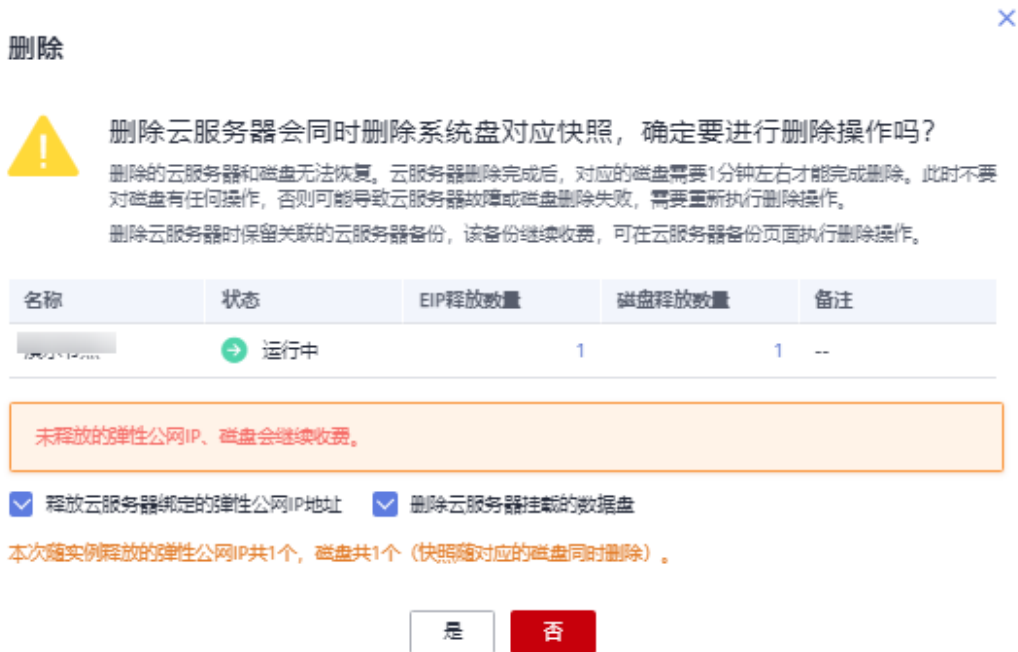 删除
删除云服务器会同时删除系统盘对应快照，确定要进行删除操作吗？
删除的云服务器和磁盘无法恢复。云服务器删除完成后，对应的磁盘需要1分钟左右才能完成删除。此时不要
对磁盘有任何操作，否则可能导致云服务器故障或磁盘删除失败，需要重新执行删除操作。
删除云服务器时保留关联的云服务器备份，该备份继续收费，可在云服务器备份页面执行删除操作。
名称 状态 EIP释放数量 磁盘释放数量 备注
运行中 1 1 --
未释放的弹性公网IP、磁盘会继续收费。
释放云服务器绑定的弹性公网IP地址 删除云服务器挂载的数据盘
本次随实例释放的弹性公网IP共1个，磁盘共1个（快照随对应的磁盘同时删除）。
是 否